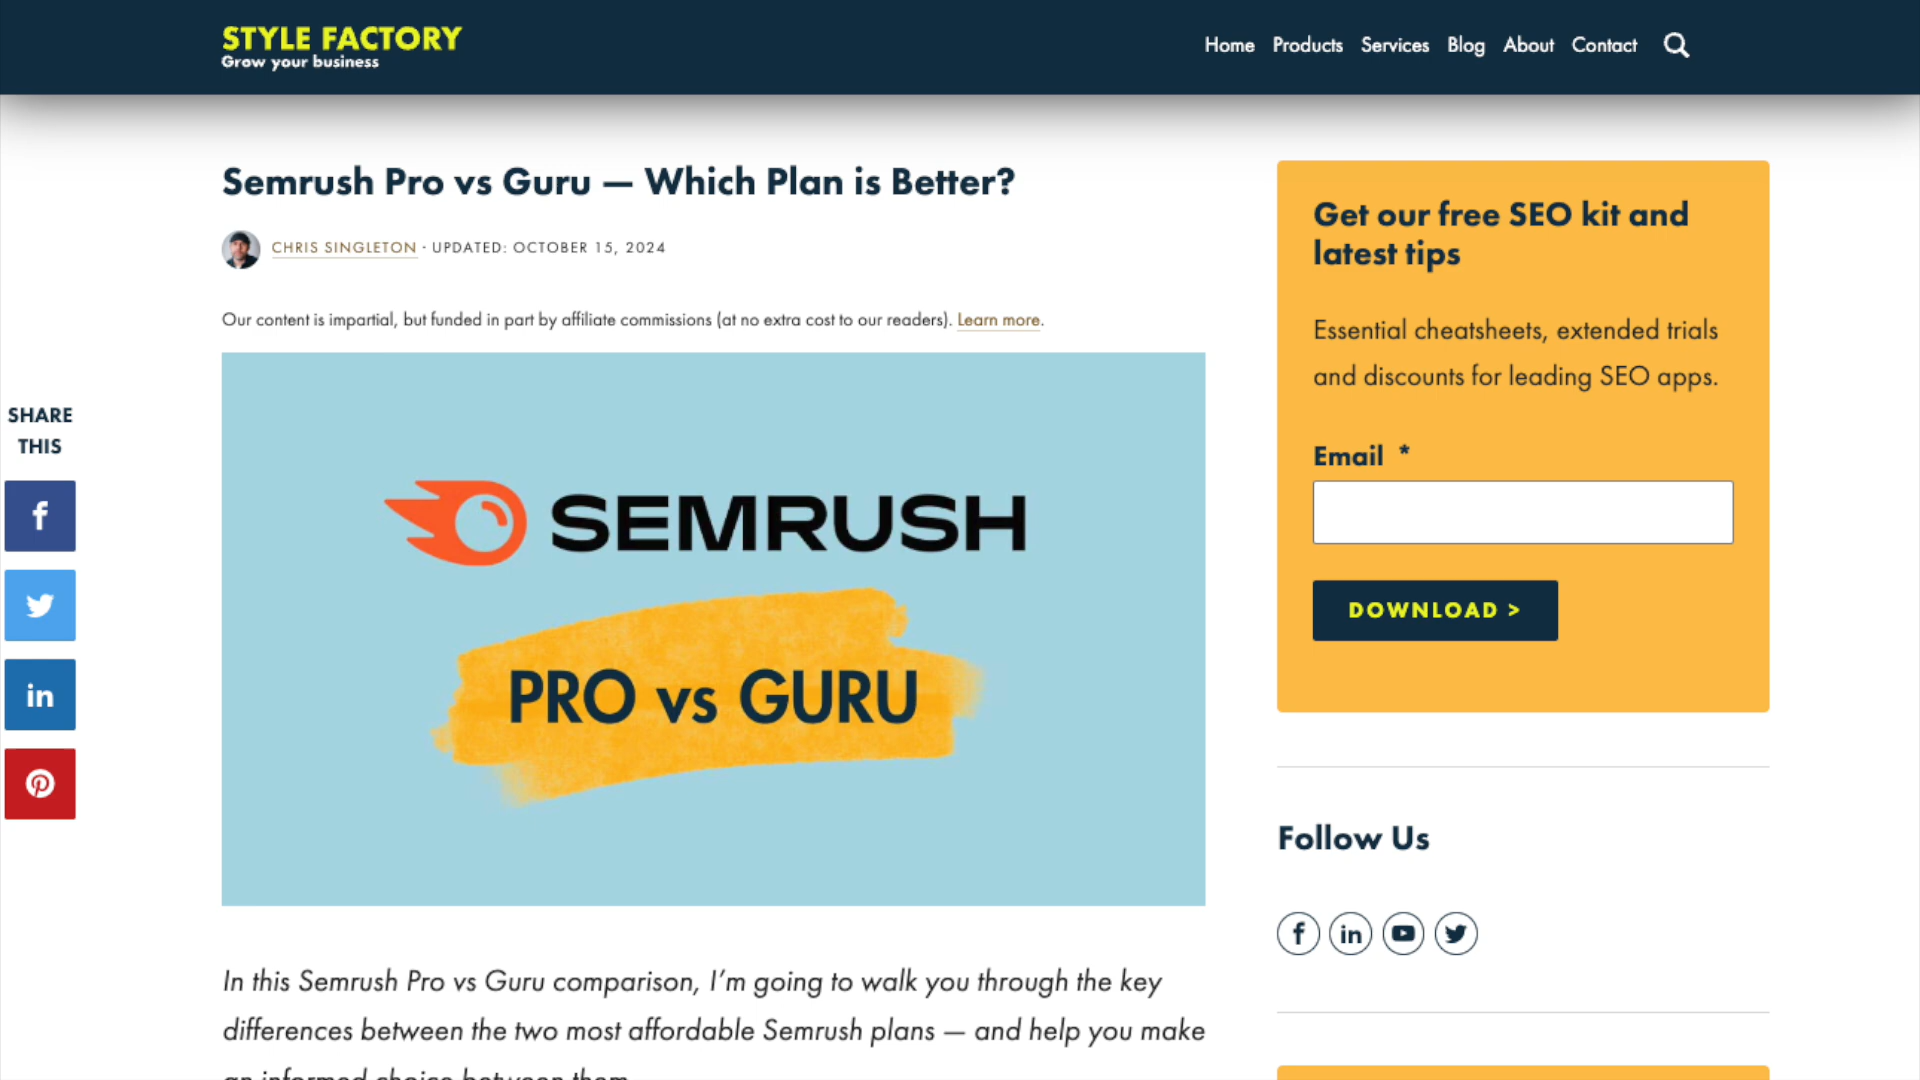 STYLE FACTORY
Grow your business
Home Products Services Blog About Contact
Semrush Pro vs Guru — Which Plan is Better?
CHRIS SINGLETON · UPDATED: OCTOBER 15, 2024
Our content is impartial, but funded in part by affiliate commissions (at no extra cost to our readers). Learn more.
SHARE
THIS
SEMRUSH
PRO vs GURU
In this Semrush Pro vs Guru comparison, I’m going to walk you through the key
differences between the two most affordable Semrush plans — and help you make
an informed choice between them.
Get our free SEO kit and
latest tips
Essential cheatsheets, extended trials
and discounts for leading SEO apps.
Email *
DOWNLOAD >
Follow Us